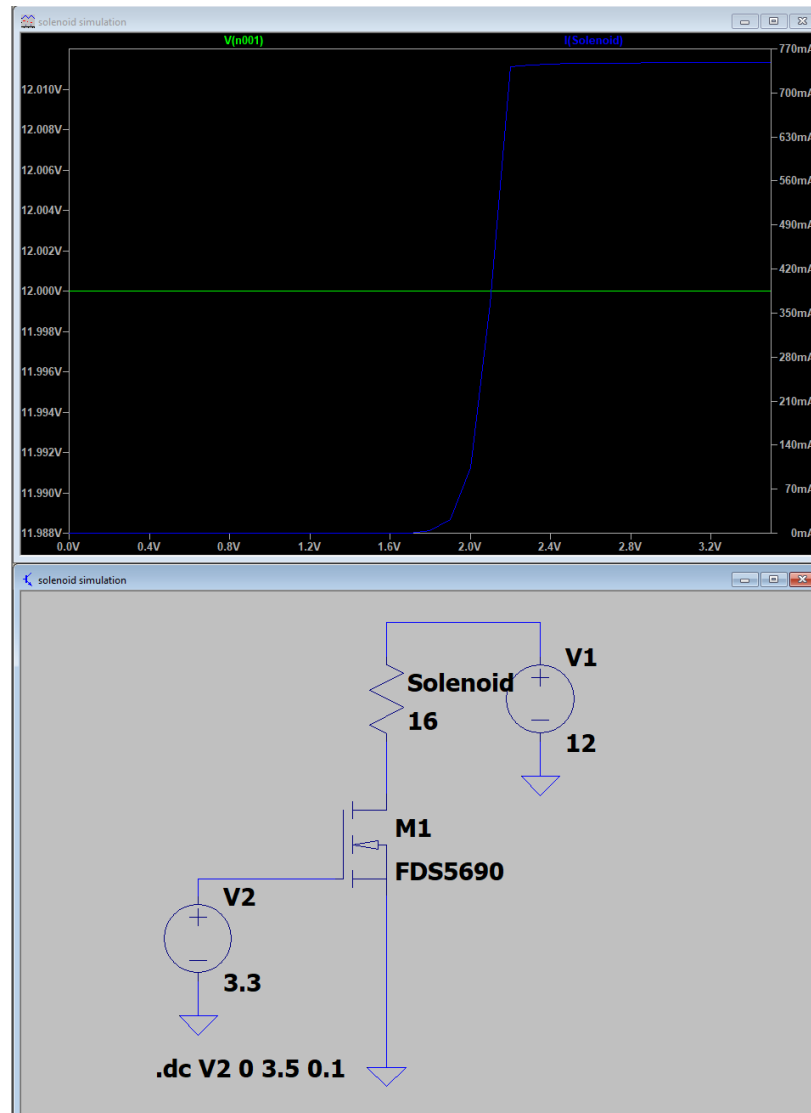 solenoid simulation
V(n001) I(Solenoid)
12.010V 770mA
12.008V 700mA
12.006V 630mA
12.004V 560mA
12.002V 490mA
12.000V 420mA
11.998V 350mA
11.996V 280mA
11.994V 210mA
11.992V 140mA
11.990V 70mA
11.988V 0mA
0.0V 0.4V 0.8V 1.2V 1.6V 2.0V 2.4V 2.8V 3.2V
solenoid simulation
V1
Solenoid
16
12
M1
FDS5690
V2
3.3
.dc V2 0 3.5 0.1